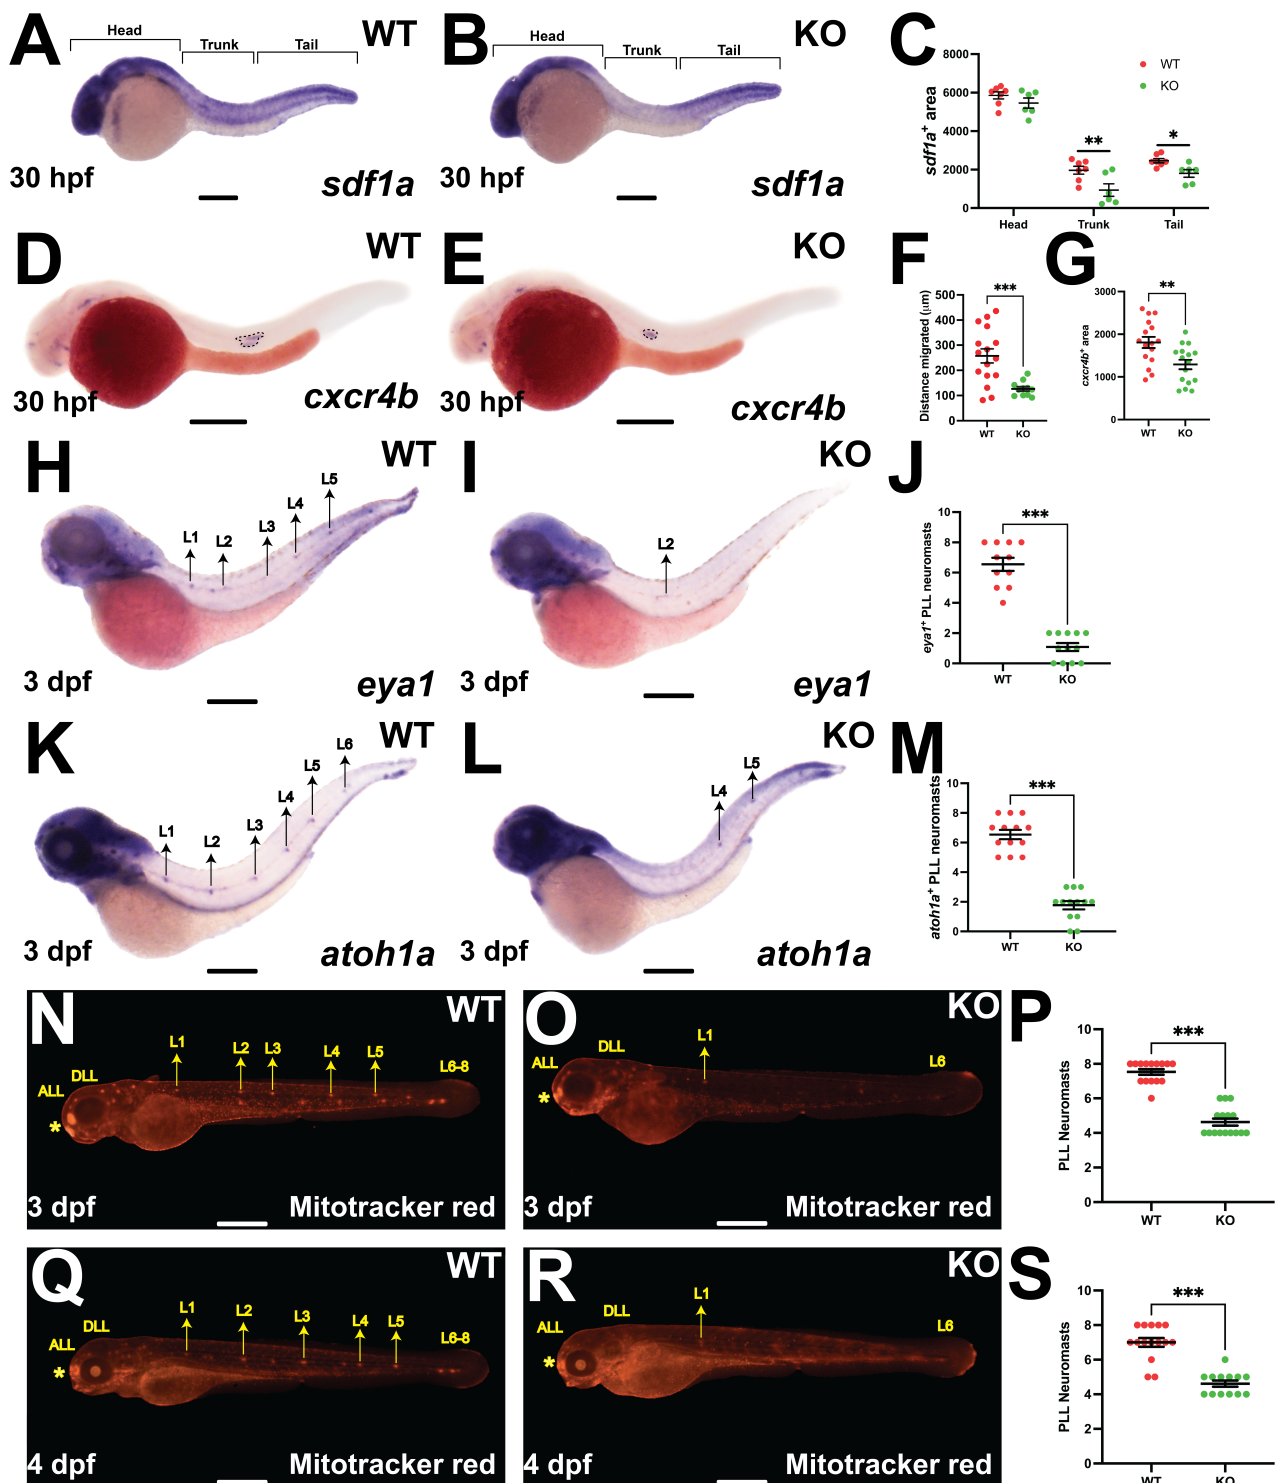 A
Head
Trunk
Tail
WT
30 hpf
sdf1a
B
Head
Trunk
Tail
KO
30 hpf
sdf1a
C
sdf1a+ area
8000
6000
4000
2000
0
WT
KO
**
*
Head
Trunk
Tail
D
WT
30 hpf
cxcr4b
E
KO
30 hpf
cxcr4b
F
Distance migrated (μm)
500
400
300
200
100
0
***
WT
KO
G
cxcr4b+ area
3000
2000
1000
0
**
WT
KO
H
WT
L1
L2
L3
L4
L5
3 dpf
eya1
I
KO
L2
3 dpf
eya1
J
eya1+ PLL neuromasts
10
8
6
4
2
0
***
WT
KO
K
WT
L1
L2
L3
L4
L5
L6
3 dpf
atoh1a
L
KO
L4
L5
3 dpf
atoh1a
M
atoh1a+ PLL neuromasts
10
8
6
4
2
0
***
WT
KO
N
WT
ALL
DLL
L1
L2
L3
L4
L5
L6-8
*
3 dpf
Mitotracker red
O
KO
ALL
DLL
L1
L6
*
3 dpf
Mitotracker red
P
PLL Neuromasts
10
8
6
4
2
0
***
WT
KO
Q
WT
ALL
DLL
L1
L2
L3
L4
L5
L6-8
*
4 dpf
Mitotracker red
R
KO
ALL
DLL
L1
L6
*
4 dpf
Mitotracker red
S
PLL Neuromasts
10
8
6
4
2
0
***
WT
KO